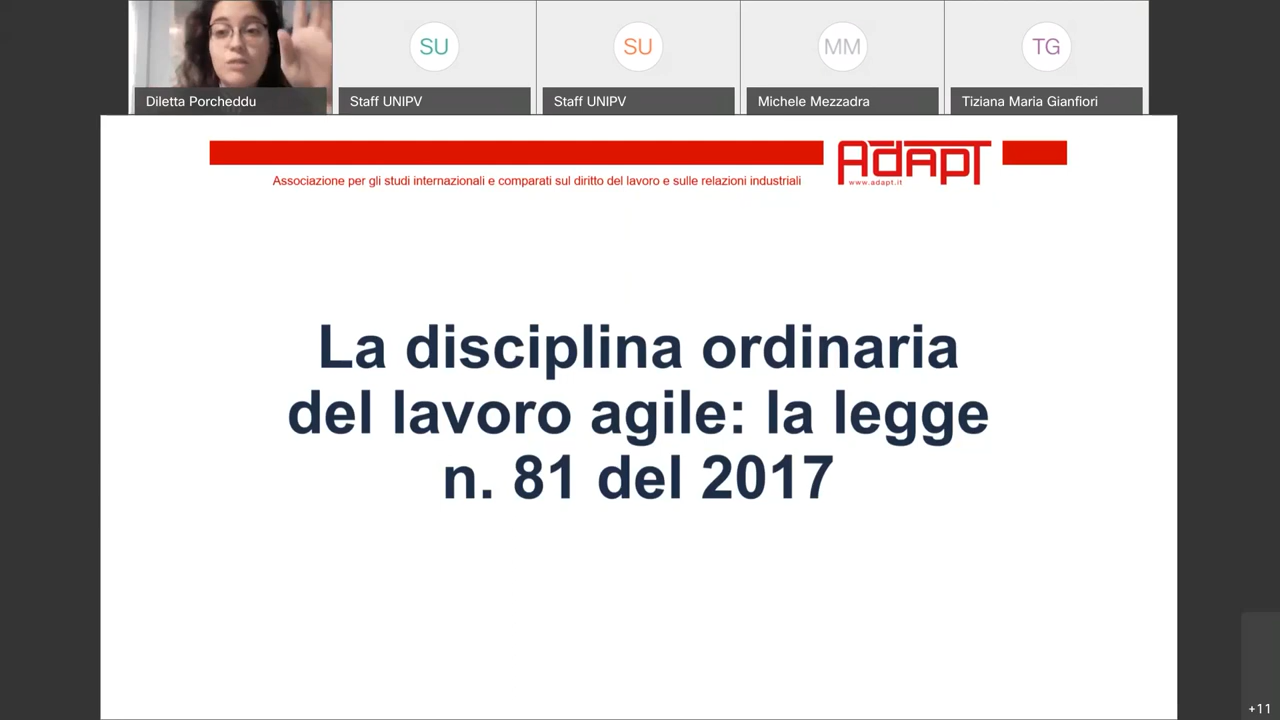 SU
SU
MM
TG
Diletta Porcheddu
Staff UNIPV
Staff UNIPV
Michele Mezzadra
Tiziana Maria Gianfiori
Adapt
www.adapt.it
Associazione per gli studi internazionali e comparati sul diritto del lavoro e sulle relazioni industriali
La disciplina ordinaria
del lavoro agile: la legge
n. 81 del 2017
+11